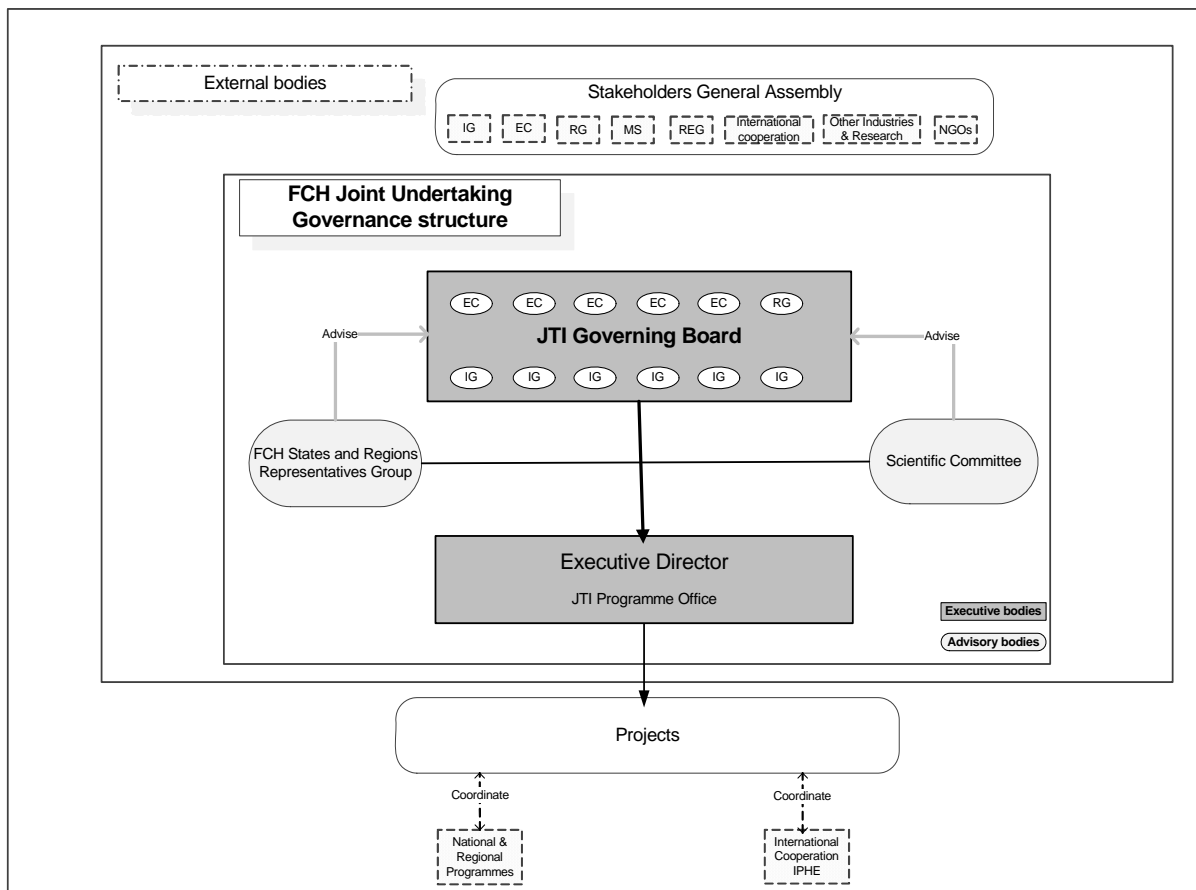 External bodies
Stakeholders General Assembly
IG
EC
RG
MS
REG
International
cooperation
Other Industries
& Research
NGOs
FCH Joint Undertaking
Governance structure
EC EC EC EC EC RG
JTI Governing Board
IG IG IG IG IG IG
Advise
Advise
FCH States and Regions
Representatives Group
Scientific Committee
Executive Director
JTI Programme Office
Executive bodies
Advisory bodies
Projects
Coordinate
Coordinate
National &
Regional
Programmes
International
Cooperation
IPHE